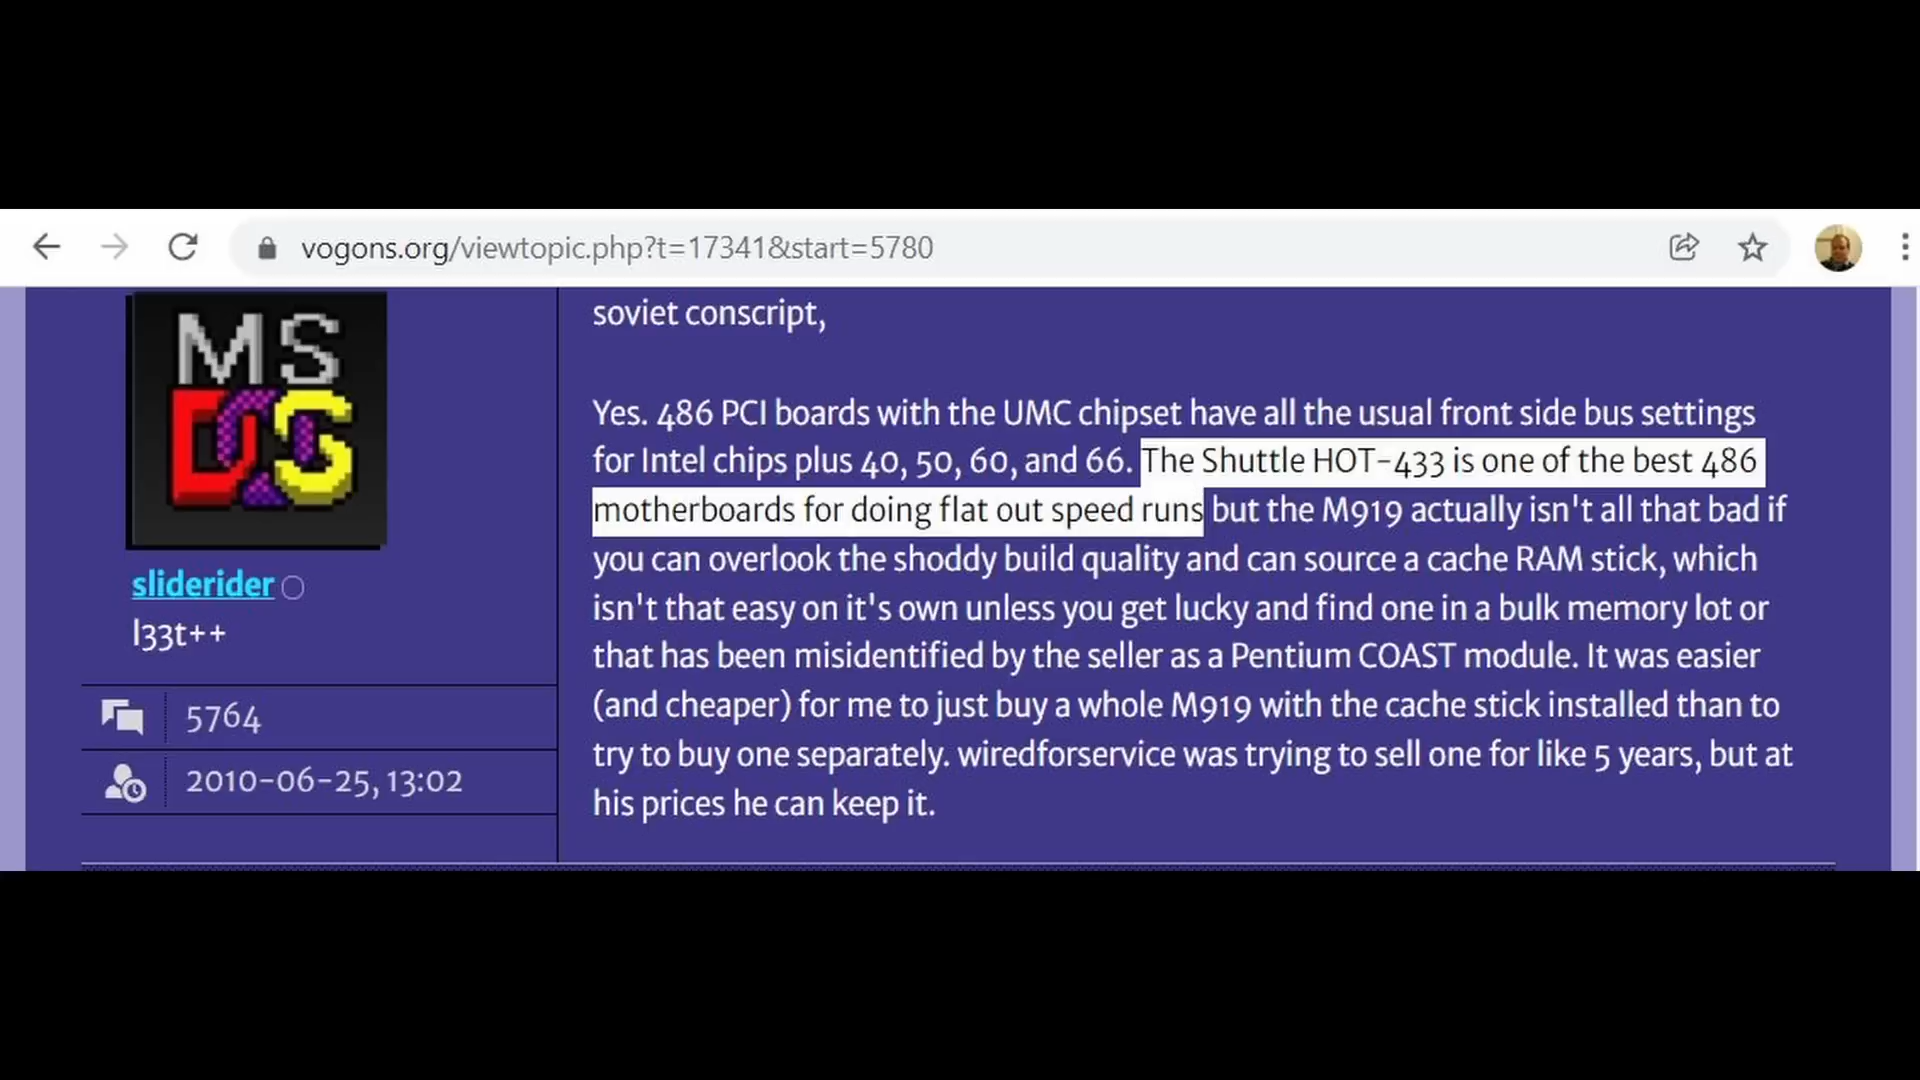 vogons.org/viewtopic.php?t=17341&start=5780
MS
DOS
sliderider
l33t++
5764
2010-06-25, 13:02
soviet conscript,
Yes. 486 PCI boards with the UMC chipset have all the usual front side bus settings
for Intel chips plus 40, 50, 60, and 66. The Shuttle HOT-433 is one of the best 486
motherboards for doing flat out speed runs but the M919 actually isn't all that bad if
you can overlook the shoddy build quality and can source a cache RAM stick, which
isn't that easy on it's own unless you get lucky and find one in a bulk memory lot or
that has been misidentified by the seller as a Pentium COAST module. It was easier
(and cheaper) for me to just buy a whole M919 with the cache stick installed than to
try to buy one separately. wiredforservice was trying to sell one for like 5 years, but at
his prices he can keep it.